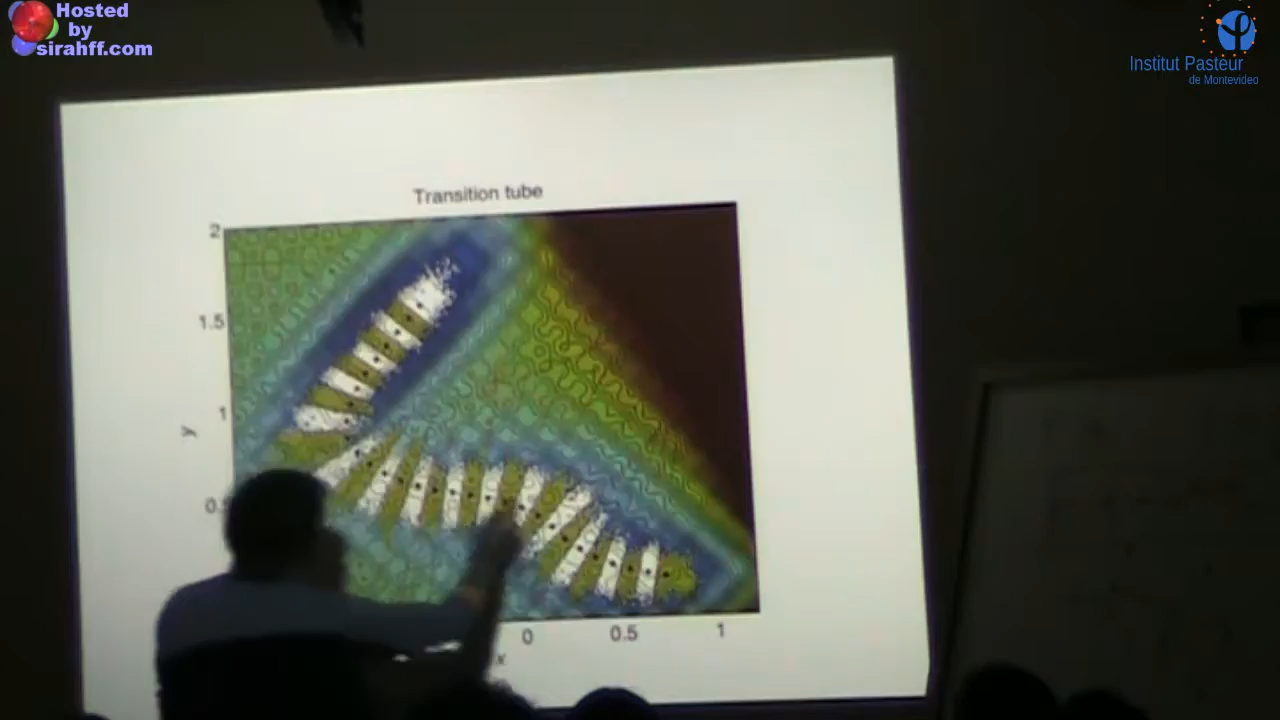 Hosted
by
sirahff.com
Institut Pasteur
de Montevideo
Transition tube
2
1.5
1
y
0.5
0
0.5
1
x